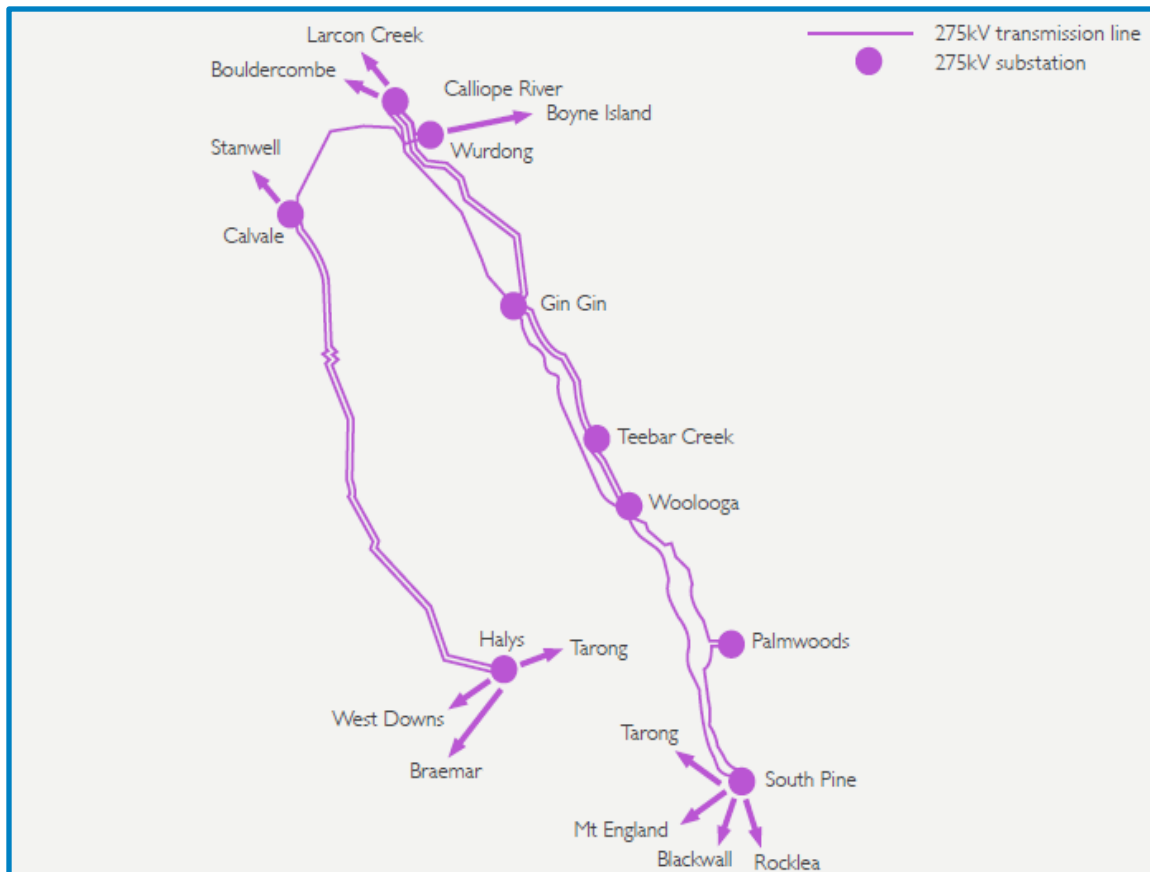 Larcon Creek
275kV transmission line
275kV substation
Bouldercombe
Calliope River
Boyne Island
Wurdong
Stanwell
Calvale
Gin Gin
Teebar Creek
Woolooga
Halys
Tarong
Palmwoods
West Downs
Braemar
Tarong
South Pine
Mt England
Blackwall
Rocklea